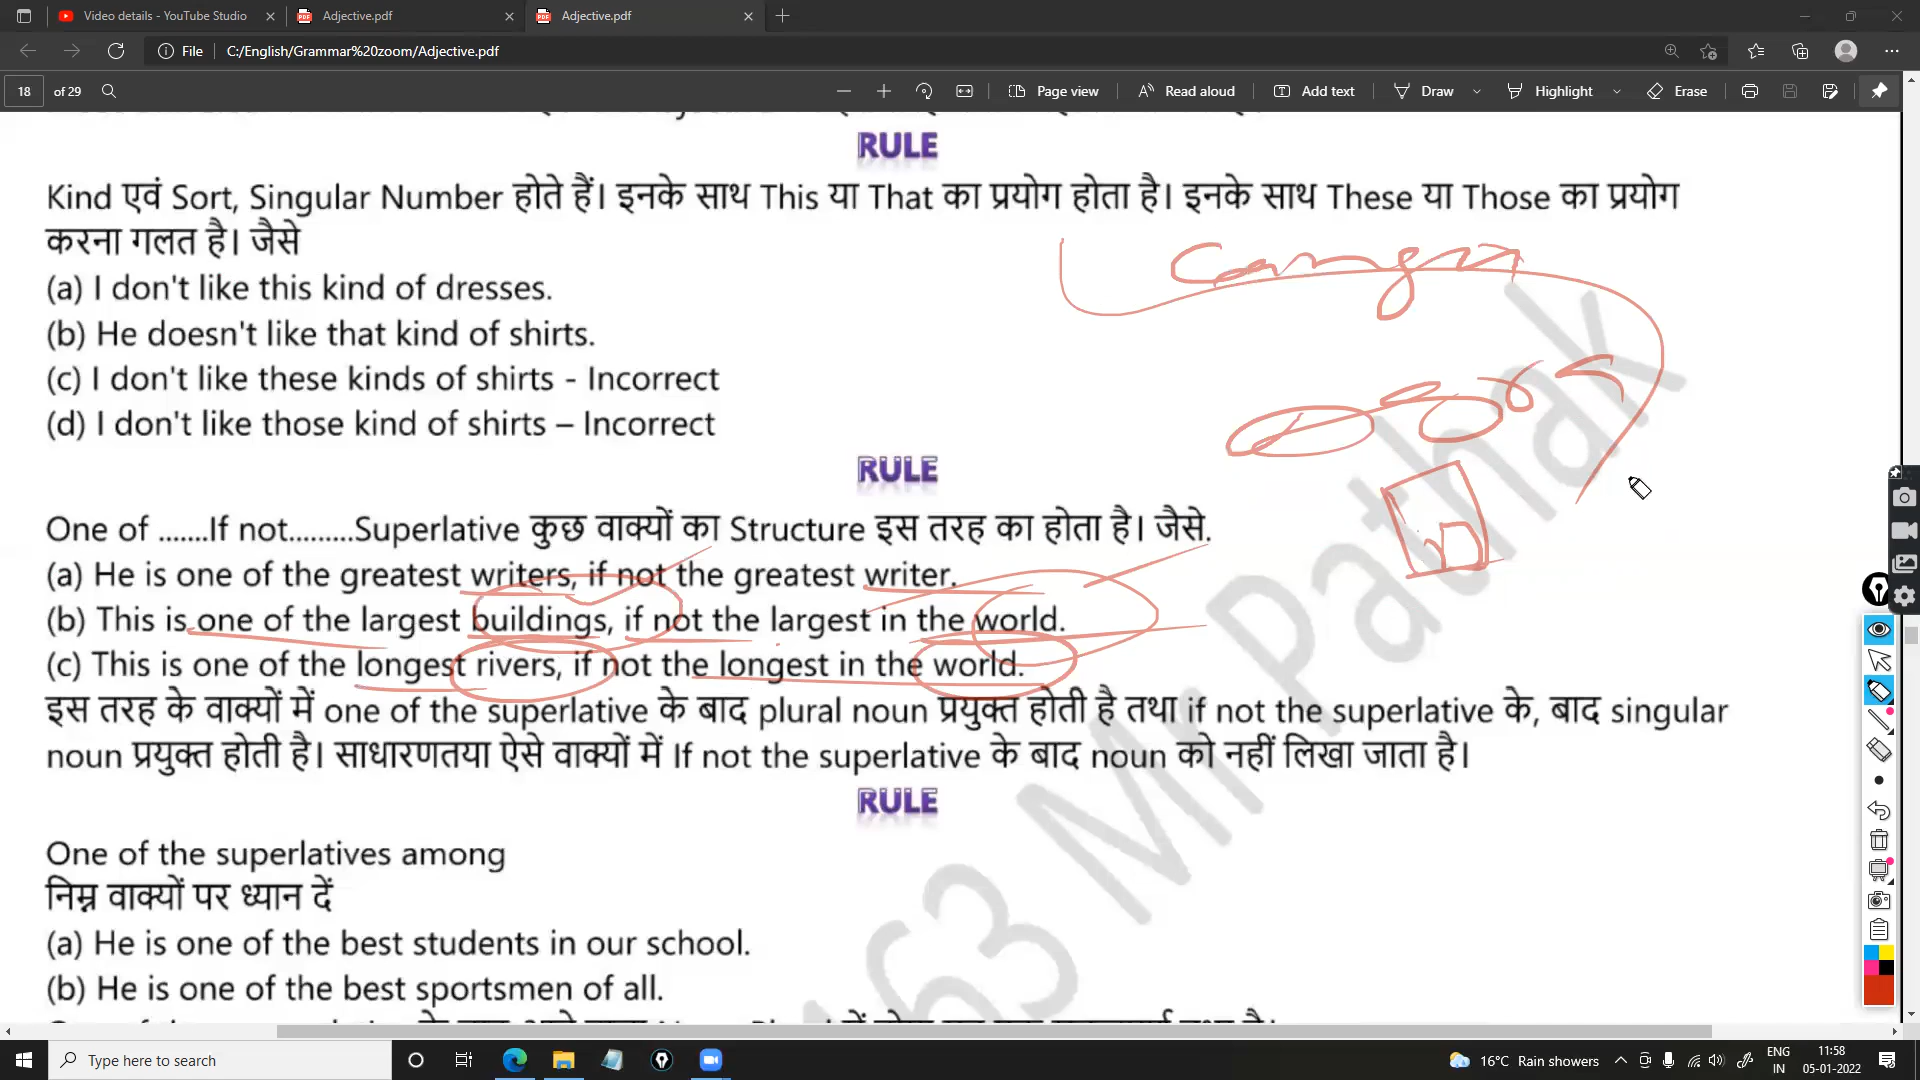 Video details - YouTube Studio
Adjective.pdf
Adjective.pdf
File
C:/English/Grammar%20zoom/Adjective.pdf
18 of 29
Page view
Read aloud
Add text
Draw
Highlight
Erase
RULE
Kind एवं Sort, Singular Number होते हैं। इनके साथ This या That का प्रयोग होता है। इनके साथ These या Those का प्रयोग
करना गलत है। जैसे
(a) I don't like this kind of dresses.
(b) He doesn't like that kind of shirts.
(c) I don't like these kinds of shirts - Incorrect
(d) I don't like those kind of shirts – Incorrect
RULE
One of .......If not.........Superlative कुछ वाक्यों का Structure इस तरह का होता है। जैसे.
(a) He is one of the greatest writers, if not the greatest writer.
(b) This is one of the largest buildings, if not the largest in the world.
(c) This is one of the longest rivers, if not the longest in the world.
इस तरह के वाक्यों में one of the superlative के बाद plural noun प्रयुक्त होती है तथा if not the superlative के, बाद singular
noun प्रयुक्त होती है। साधारणतया ऐसे वाक्यों में If not the superlative के बाद noun को नहीं लिखा जाता है।
RULE
One of the superlatives among
निम्न वाक्यों पर ध्यान दें
(a) He is one of the best students in our school.
(b) He is one of the best sportsmen of all.
63 Mr Pathak
Type here to search
16°C Rain showers
ENG
IN
11:58
05-01-2022